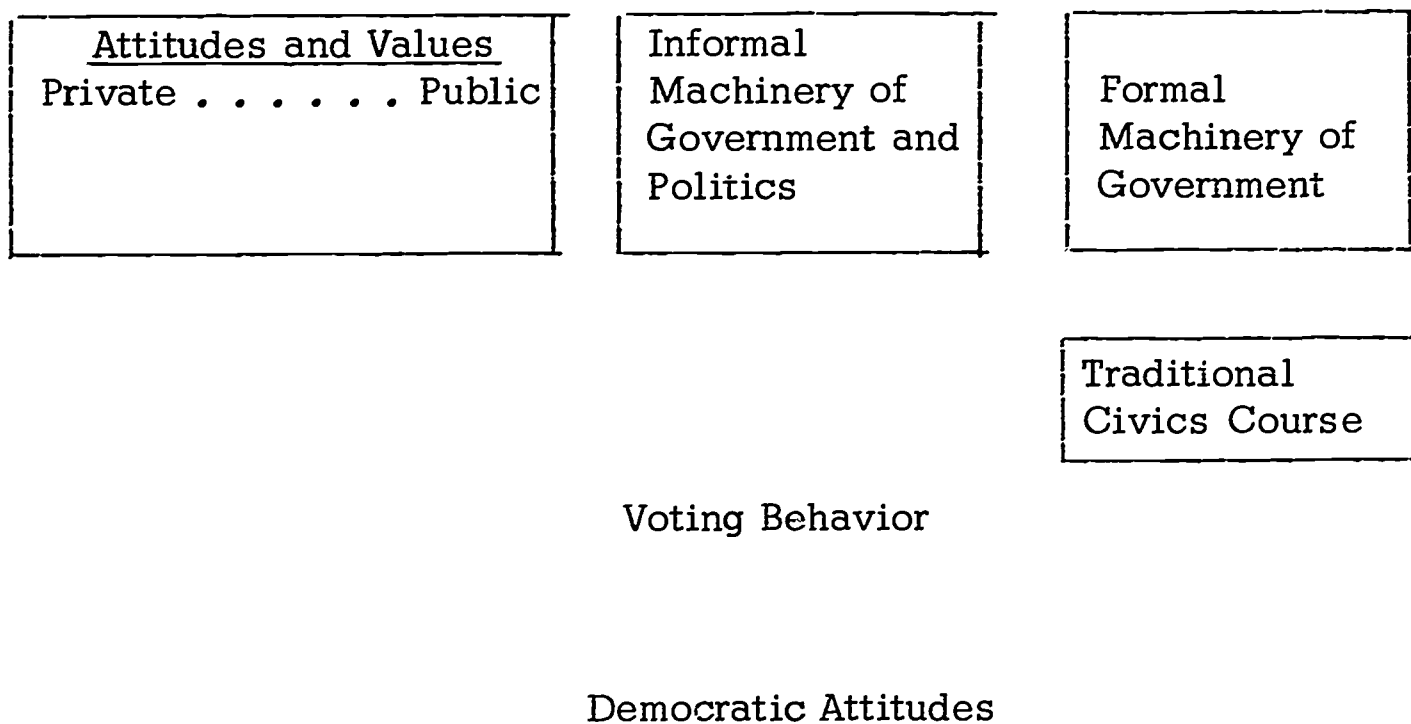 Attitudes and Values
Private . . . . . . Public
Informal
Machinery of
Government and
Politics
Formal
Machinery of
Government
Traditional
Civics Course
Voting Behavior
Democratic Attitudes